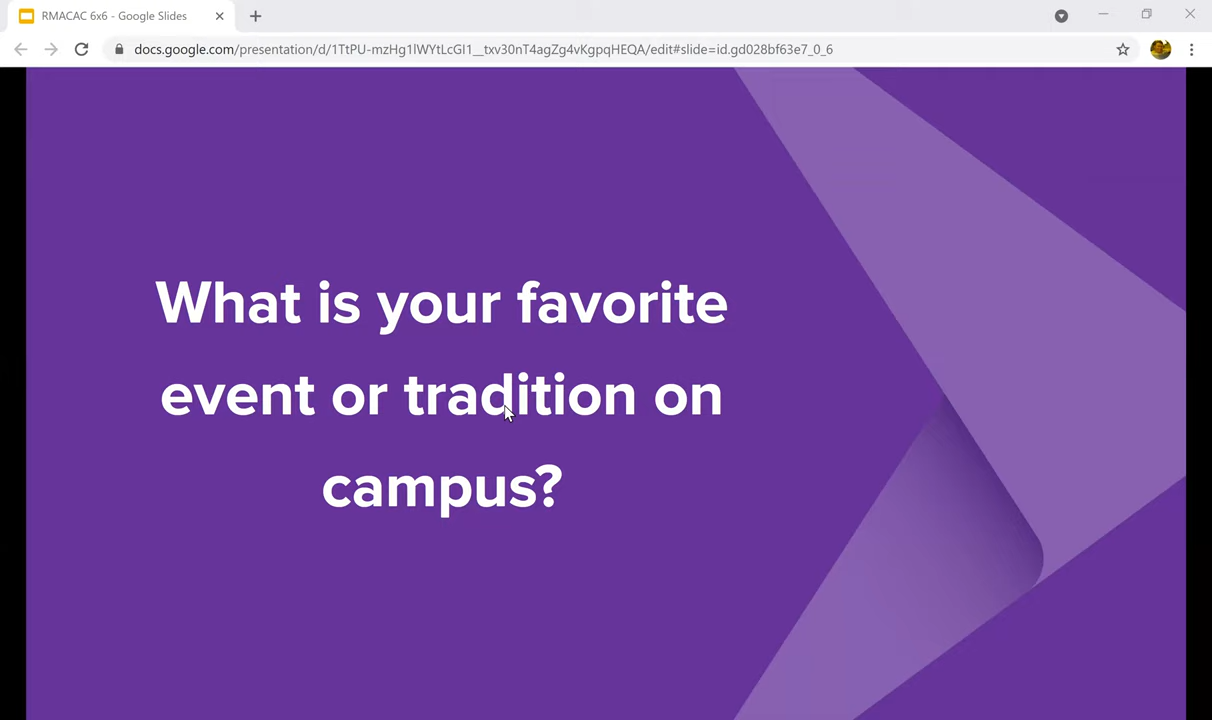 RMACAC 6x6 - Google Slides
docs.google.com/presentation/d/1TtPU-mzHg1lWYtLcGI1__txv30nT4agZg4vKgpqHEQA/edit#slide=id.gd028bf63e7_0_6
What is your favorite
event or tradition on
campus?